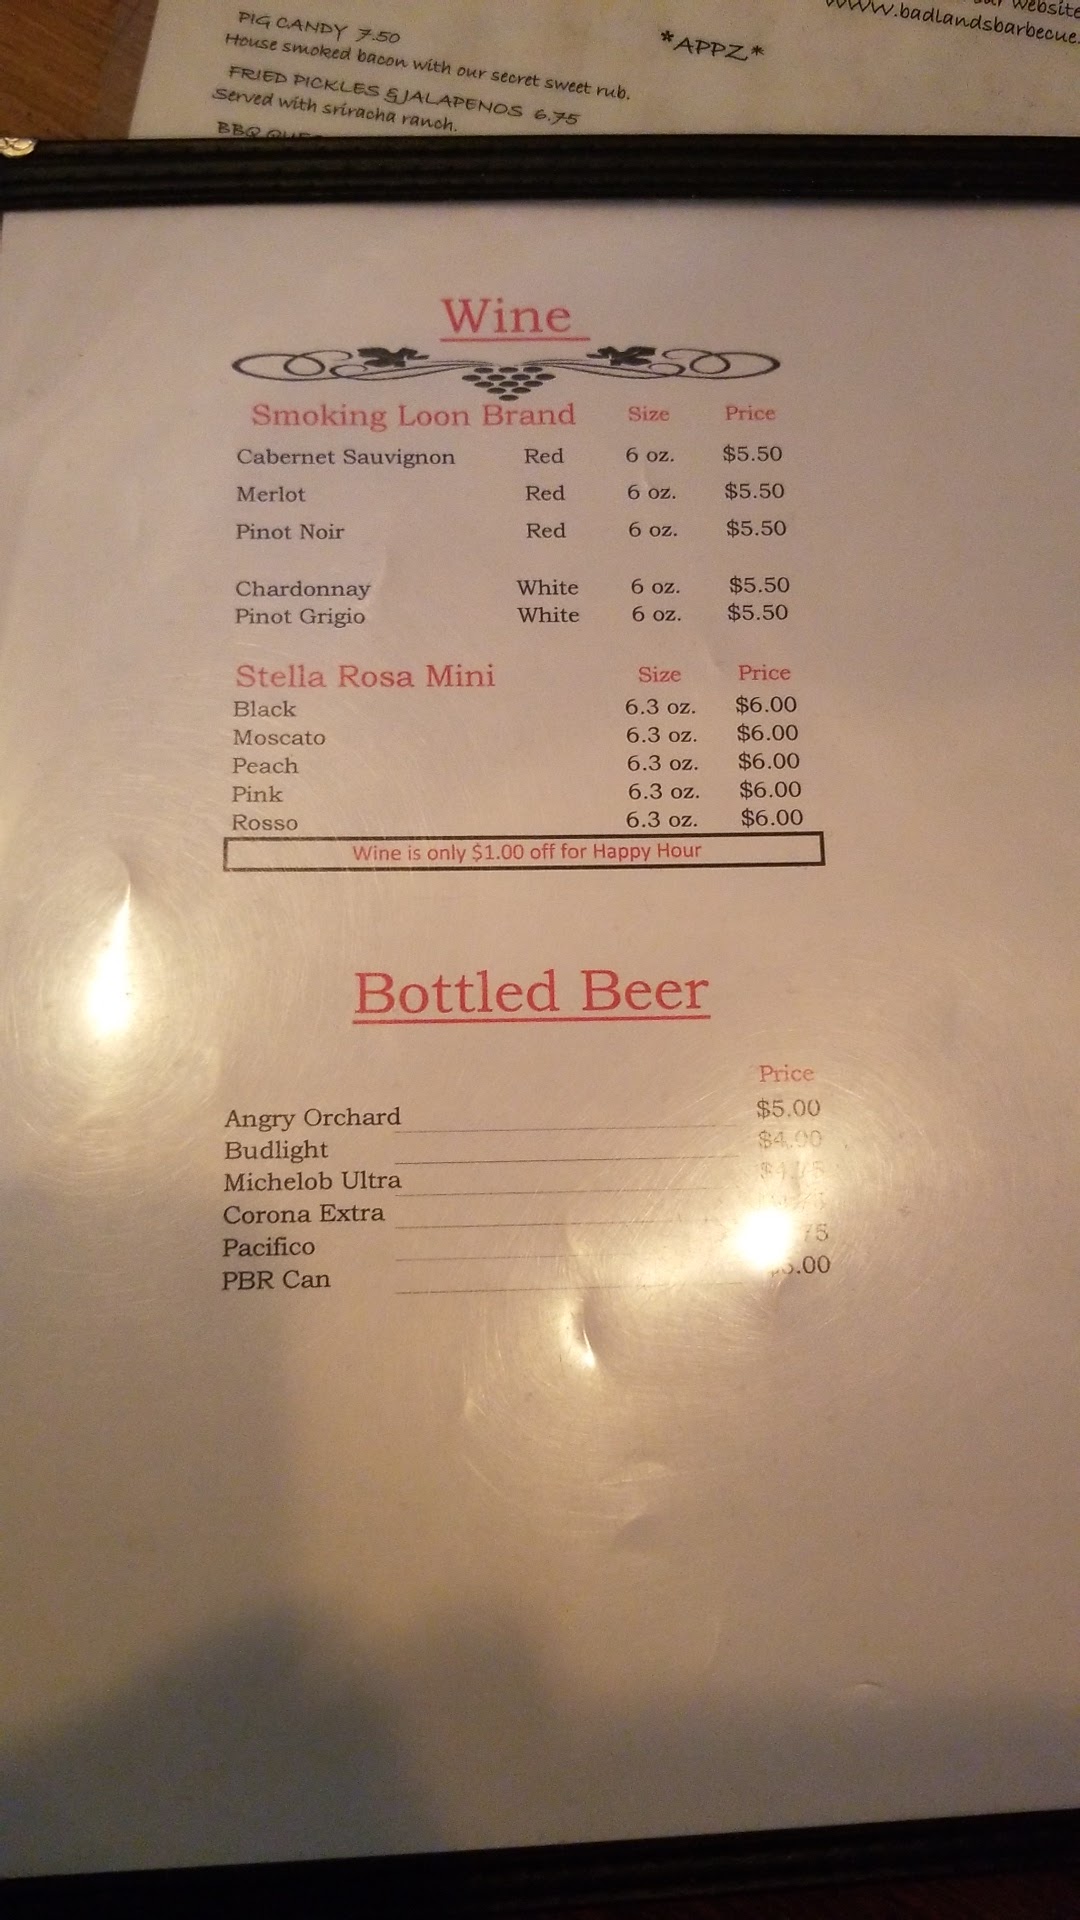 PIG CANDY 7.50
House smoked bacon with our secret sweet rub.
FRIED PICKLES & JALAPENOS 6.75
Served with sriracha ranch.
BBQ
*APPZ*
website
www.badlandsbarbecue.
Wine
Smoking Loon Brand Size Price
Cabernet Sauvignon Red 6 oz. $5.50
Merlot Red 6 oz. $5.50
Pinot Noir Red 6 oz. $5.50
Chardonnay White 6 oz. $5.50
Pinot Grigio White 6 oz. $5.50
Stella Rosa Mini Size Price
Black 6.3 oz. $6.00
Moscato 6.3 oz. $6.00
Peach 6.3 oz. $6.00
Pink 6.3 oz. $6.00
Rosso 6.3 oz. $6.00
Wine is only $1.00 off for Happy Hour
Bottled Beer
Price
Angry Orchard $5.00
Budlight $4.00
Michelob Ultra
Corona Extra
Pacifico
PBR Can